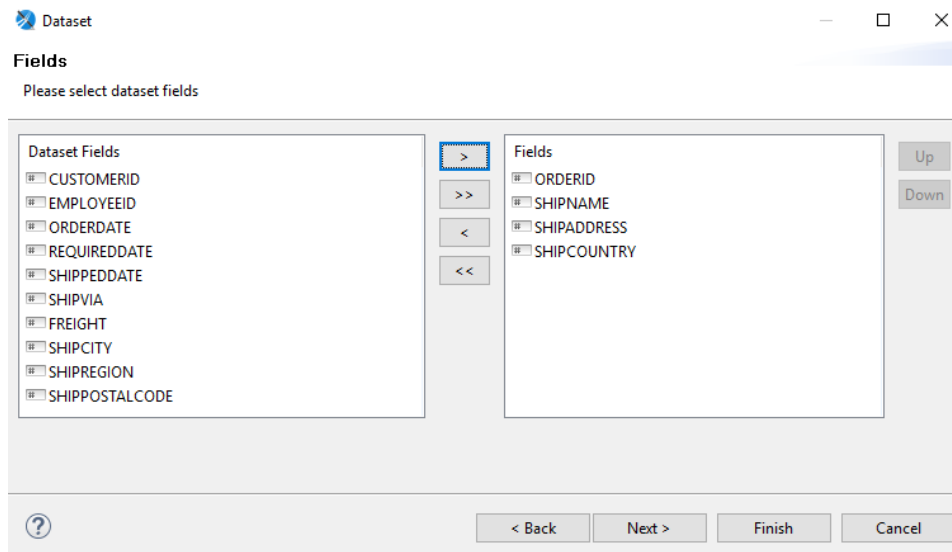 Dataset
Fields
Please select dataset fields
Dataset Fields
CUSTOMERID
EMPLOYEEID
ORDERDATE
REQUIREDDATE
SHIPPEDDATE
SHIPVIA
FREIGHT
SHIPCITY
SHIPREGION
SHIPPOSTALCODE
>
>>
<
<<
Fields
ORDERID
SHIPNAME
SHIPADDRESS
SHIPCOUNTRY
Up
Down
?
< Back
Next >
Finish
Cancel